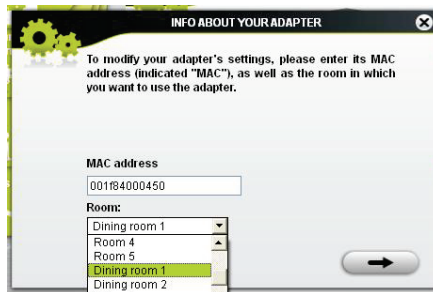 INFO ABOUT YOUR ADAPTER
To modify your adapter's settings, please enter its MAC
address (indicated "MAC"), as well as the room in which
you want to use the adapter.
MAC address
001f84000450
Room:
Dining room 1
Room 4
Room 5
Dining room 1
Dining room 2